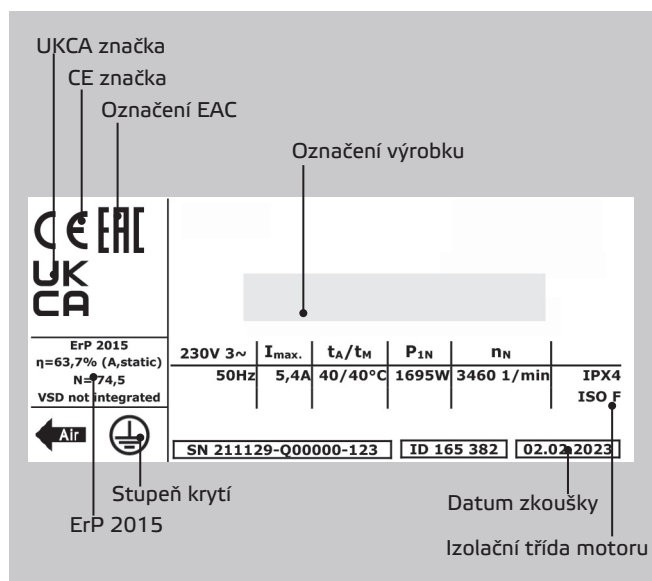 UKCA značka
CE značka
Označení EAC
Označení výrobku
CE EAC
UK
CA
ErP 2015
η=63,7% (A,static)
N= 74,5
VSD not integrated
230V 3~ Imax. tA/tM P1N nN
50Hz 5,4A 40/40°C 1695W 3460 1/min IPX4
ISO F
Air
SN 211129-Q00000-123 ID 165 382 02.02.2023
Stupeň krytí
Datum zkoušky
ErP 2015
Izolační třída motoru